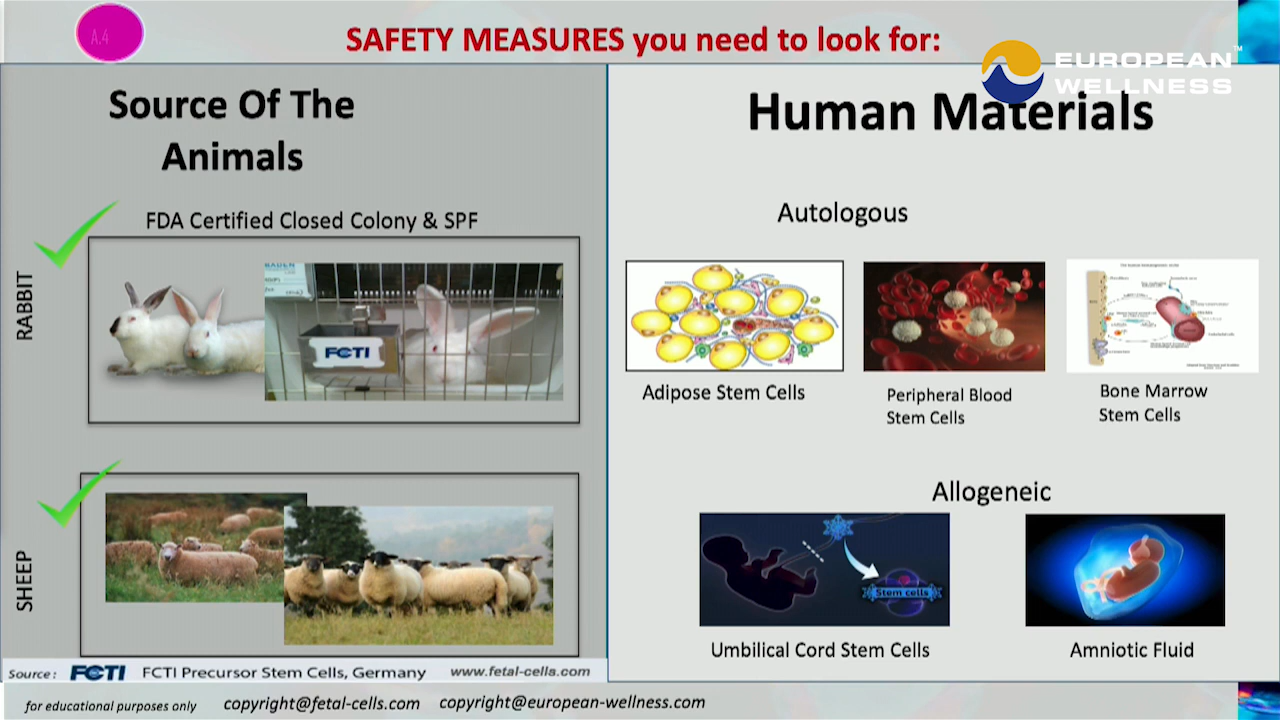 A.4
SAFETY MEASURES you need to look for:
EUROPEAN™
WELLNESS
Source Of The
Animals
FDA Certified Closed Colony & SPF
RABBIT
FCTI
SHEEP
Source: FCTI FCTI Precursor Stem Cells, Germany www.fetal-cells.com
Human Materials
Autologous
Adipose Stem Cells
Peripheral Blood
Stem Cells
Bone Marrow
Stem Cells
Allogeneic
Stem cells
Umbilical Cord Stem Cells
Amniotic Fluid
for educational purposes only copyright@fetal-cells.com copyright@european-wellness.com